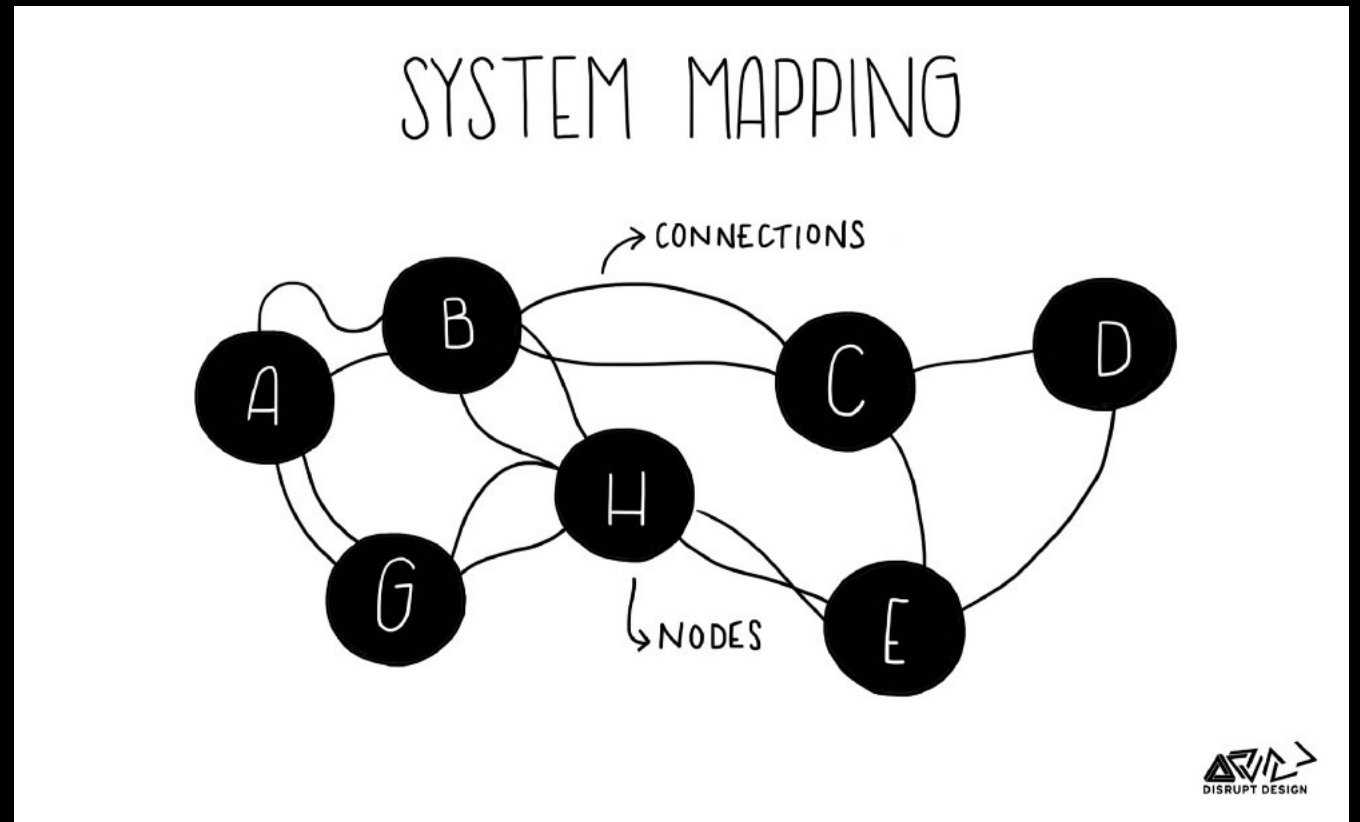 SYSTEM MAPPING
CONNECTIONS
B
D
A
C
H
G
E
NODES
DISRUPT DESIGN